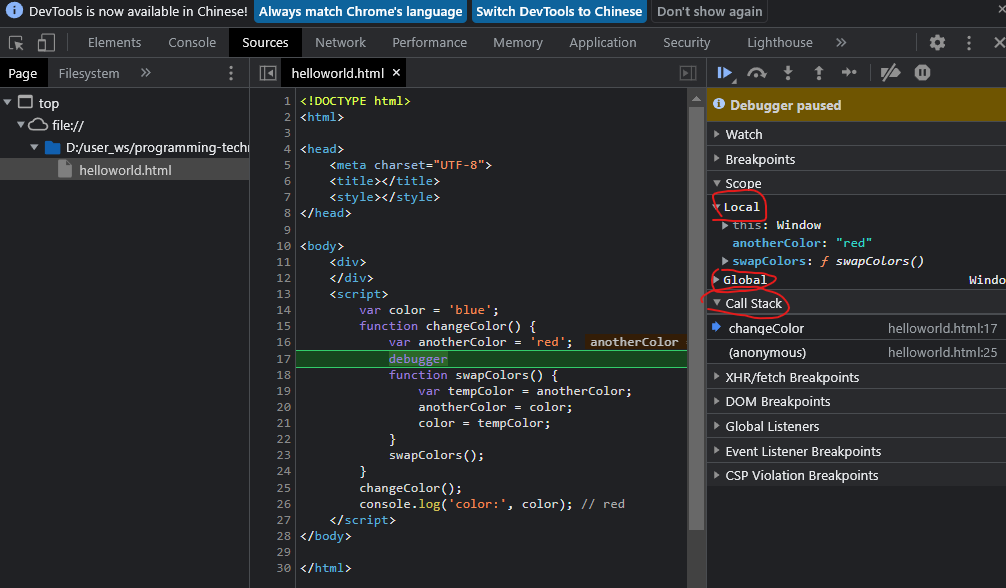 DevTools is now available in Chinese! Always match Chrome's language Switch DevTools to Chinese Don't show again
Elements Console Sources Network Performance Memory Application Security Lighthouse
Page Filesystem
helloworld.html
top
file://
D:/user_ws/programming-techn
helloworld.html
1 <!DOCTYPE html>
2 <html>
3
4 <head>
5 <meta charset="UTF-8">
6 <title></title>
7 <style></style>
8 </head>
9
10 <body>
11 <div>
12 </div>
13 <script>
14 var color = 'blue';
15 function changeColor() {
16 var anotherColor = 'red'; anotherColor
17 debugger
18 function swapColors() {
19 var tempColor = anotherColor;
20 anotherColor = color;
21 color = tempColor;
22 }
23 swapColors();
24 }
25 changeColor();
26 console.log('color:', color); // red
27 </script>
28 </body>
29
30 </html>
Debugger paused
Watch
Breakpoints
Scope
Local
this: Window
anotherColor: "red"
swapColors: ƒ swapColors()
Global Windo
Call Stack
changeColor helloworld.html:17
(anonymous) helloworld.html:25
XHR/fetch Breakpoints
DOM Breakpoints
Global Listeners
Event Listener Breakpoints
CSP Violation Breakpoints